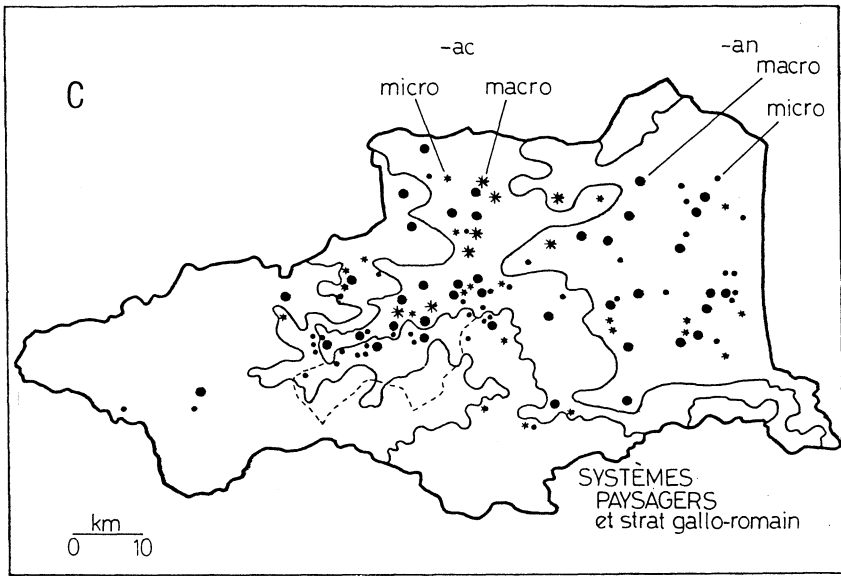 C
-ac
micro macro
-an
macro
micro
SYSTÈMES
PAYSAGERS
et strat gallo-romain
km
0 10